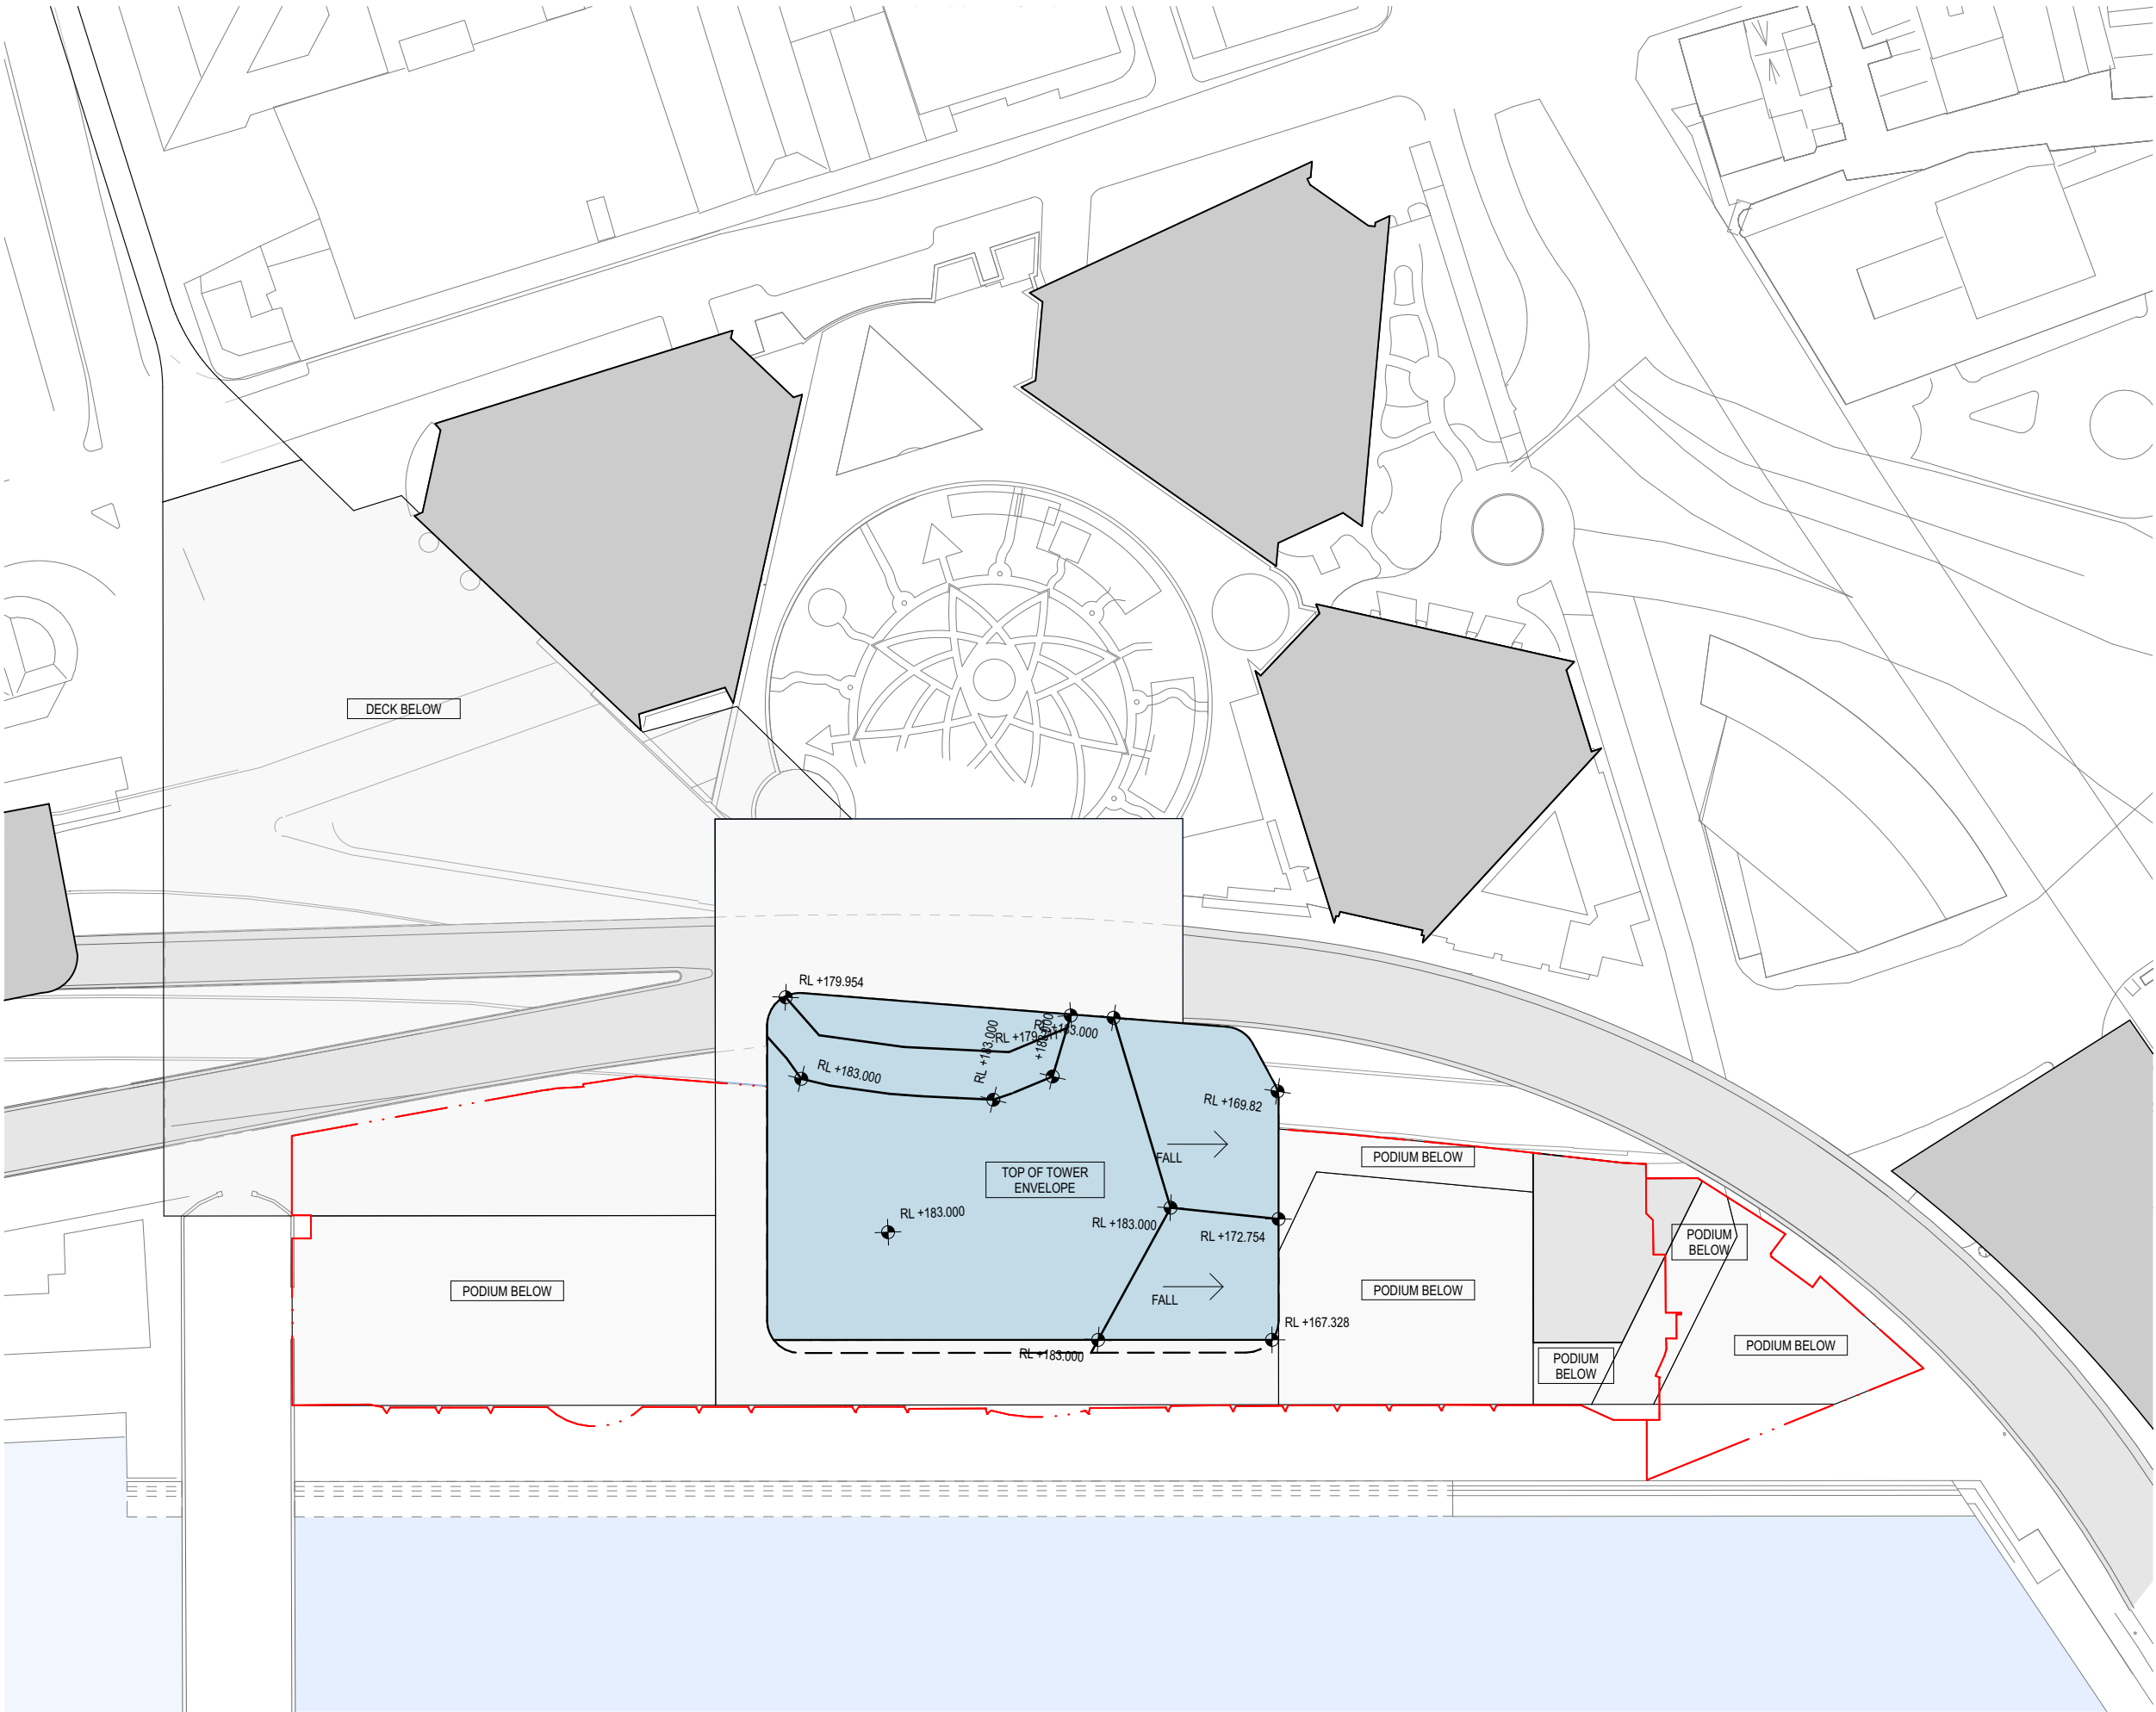 DECK BELOW
RL +179.954
RL +183.000
RL +183.000
RL +183.000
RL +169.82
FALL
PODIUM BELOW
TOP OF TOWER
ENVELOPE
RL +183.000
RL +183.000
RL +172.754
PODIUM
BELOW
PODIUM BELOW
PODIUM BELOW
FALL
RL +167.328
PODIUM BELOW
RL +183.000
PODIUM
BELOW